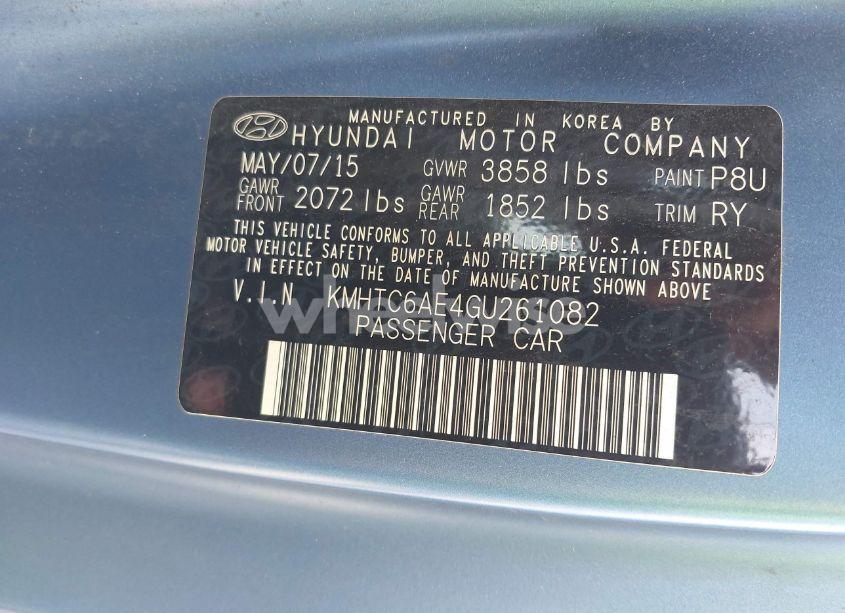 MANUFACTURED IN KOREA BY
HYUNDAI MOTOR COMPANY
MAY/07/15 GVWR 3858 lbs PAINT P8U
GAWR FRONT 2072 lbs GAWR REAR 1852 lbs TRIM RY
THIS VEHICLE CONFORMS TO ALL APPLICABLE U.S.A. FEDERAL
MOTOR VEHICLE SAFETY, BUMPER, AND THEFT PREVENTION STANDARDS
IN EFFECT ON THE DATE OF MANUFACTURE SHOWN ABOVE
V.I.N KMHTC6AE4GU261082
PASSENGER CAR